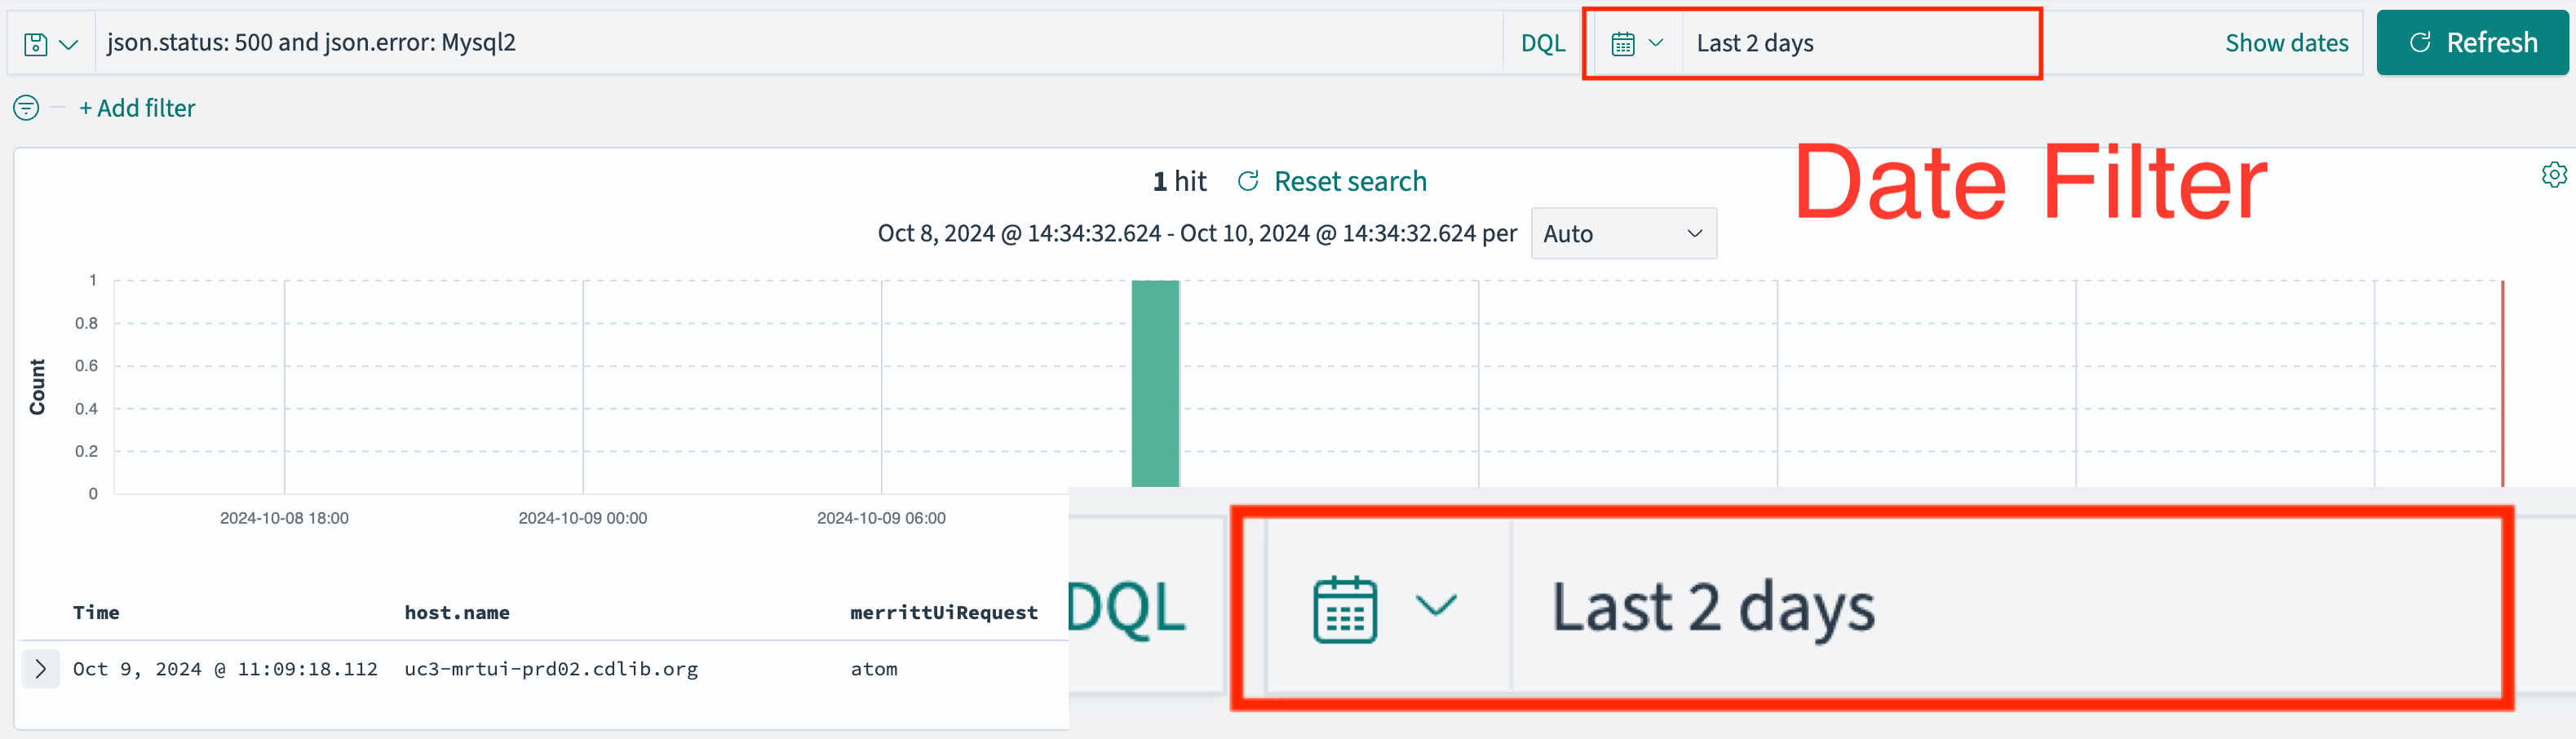 json.status: 500 and json.error: Mysql2 DQL Last 2 days Show dates Refresh
+ Add filter
Date Filter
1 hit Reset search
Oct 8, 2024 @ 14:34:32.624 - Oct 10, 2024 @ 14:34:32.624 per Auto
Count
1
0.8
0.6
0.4
0.2
0
2024-10-08 18:00 2024-10-09 00:00 2024-10-09 06:00
DQL Last 2 days
Time host.name merrittUiRequest
Oct 9, 2024 @ 11:09:18.112 uc3-mrtui-prd02.cdlib.org atom